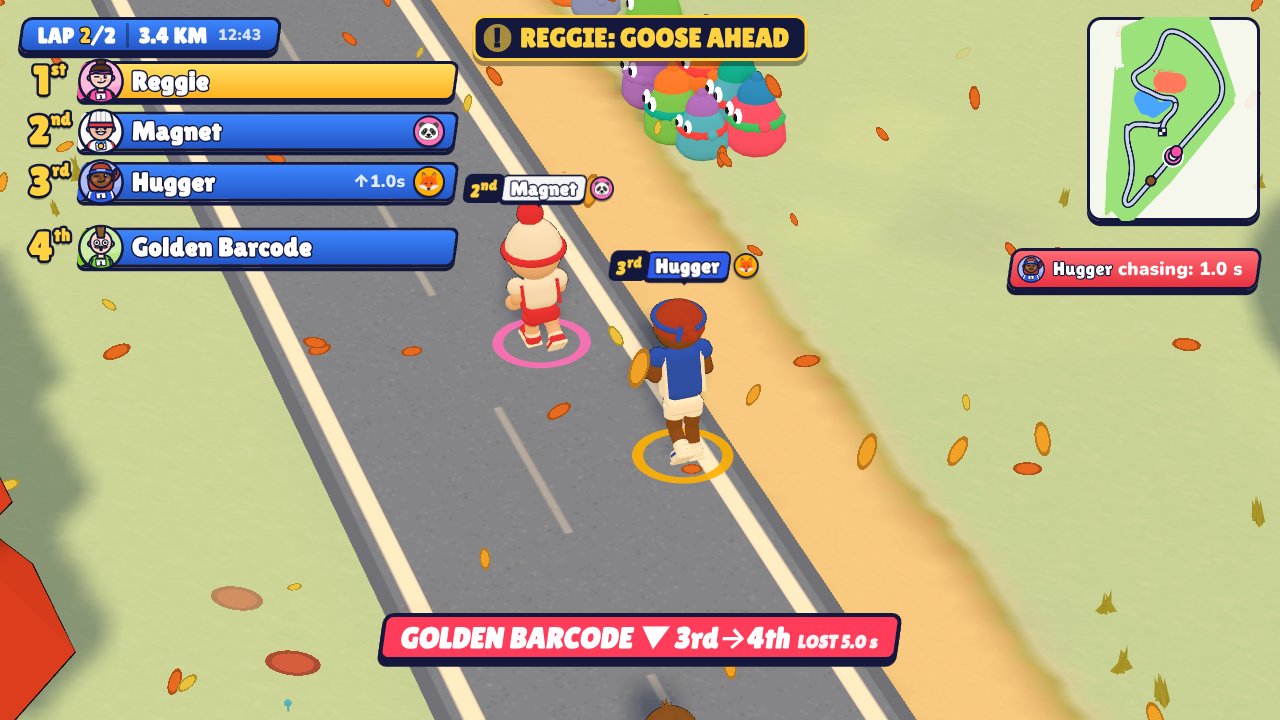 LAP 2/2 3.4 KM 12:43
! REGGIE: GOOSE AHEAD
1st Reggie
2nd Magnet
3rd Hugger ↑1.0s
4th Golden Barcode
2nd Magnet
3rd Hugger
Hugger chasing: 1.0 s
GOLDEN BARCODE ▼ 3rd→4th LOST 5.0 s